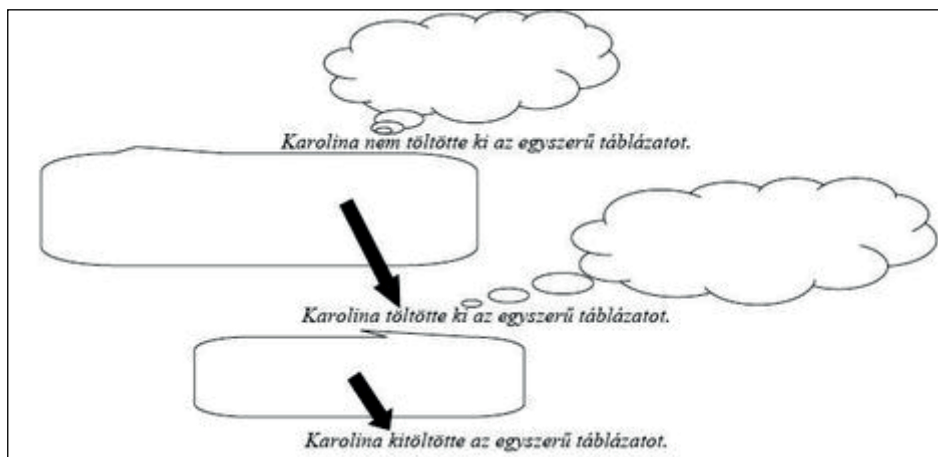 Karolina nem töltötte ki az egyszerű táblázatot.
Karolina töltötte ki az egyszerű táblázatot.
Karolina kitöltötte az egyszerű táblázatot.